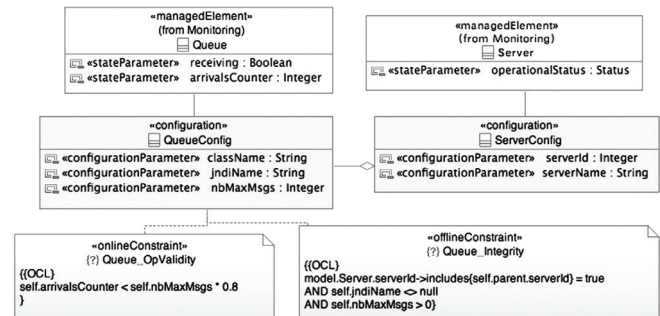 «managedElement»
(from Monitoring)
Queue
«stateParameter» receiving : Boolean
«stateParameter» arrivalsCounter : Integer
«managedElement»
(from Monitoring)
Server
«stateParameter» operationalStatus : Status
«configuration»
QueueConfig
«configurationParameter» className : String
«configurationParameter» jndiName : String
«configurationParameter» nbMaxMsgs : Integer
«configuration»
ServerConfig
«configurationParameter» serverId : Integer
«configurationParameter» serverName : String
«onlineConstraint»
{?} Queue_OpValidity
{{OCL}
self.arrivalsCounter < self.nbMaxMsgs * 0.8
}
«offlineConstraint»
{?} Queue_Integrity
{{OCL}
model.Server.serverId->includes{self.parent.serverId} = true
AND self.jndiName <> null
AND self.nbMaxMsgs > 0}